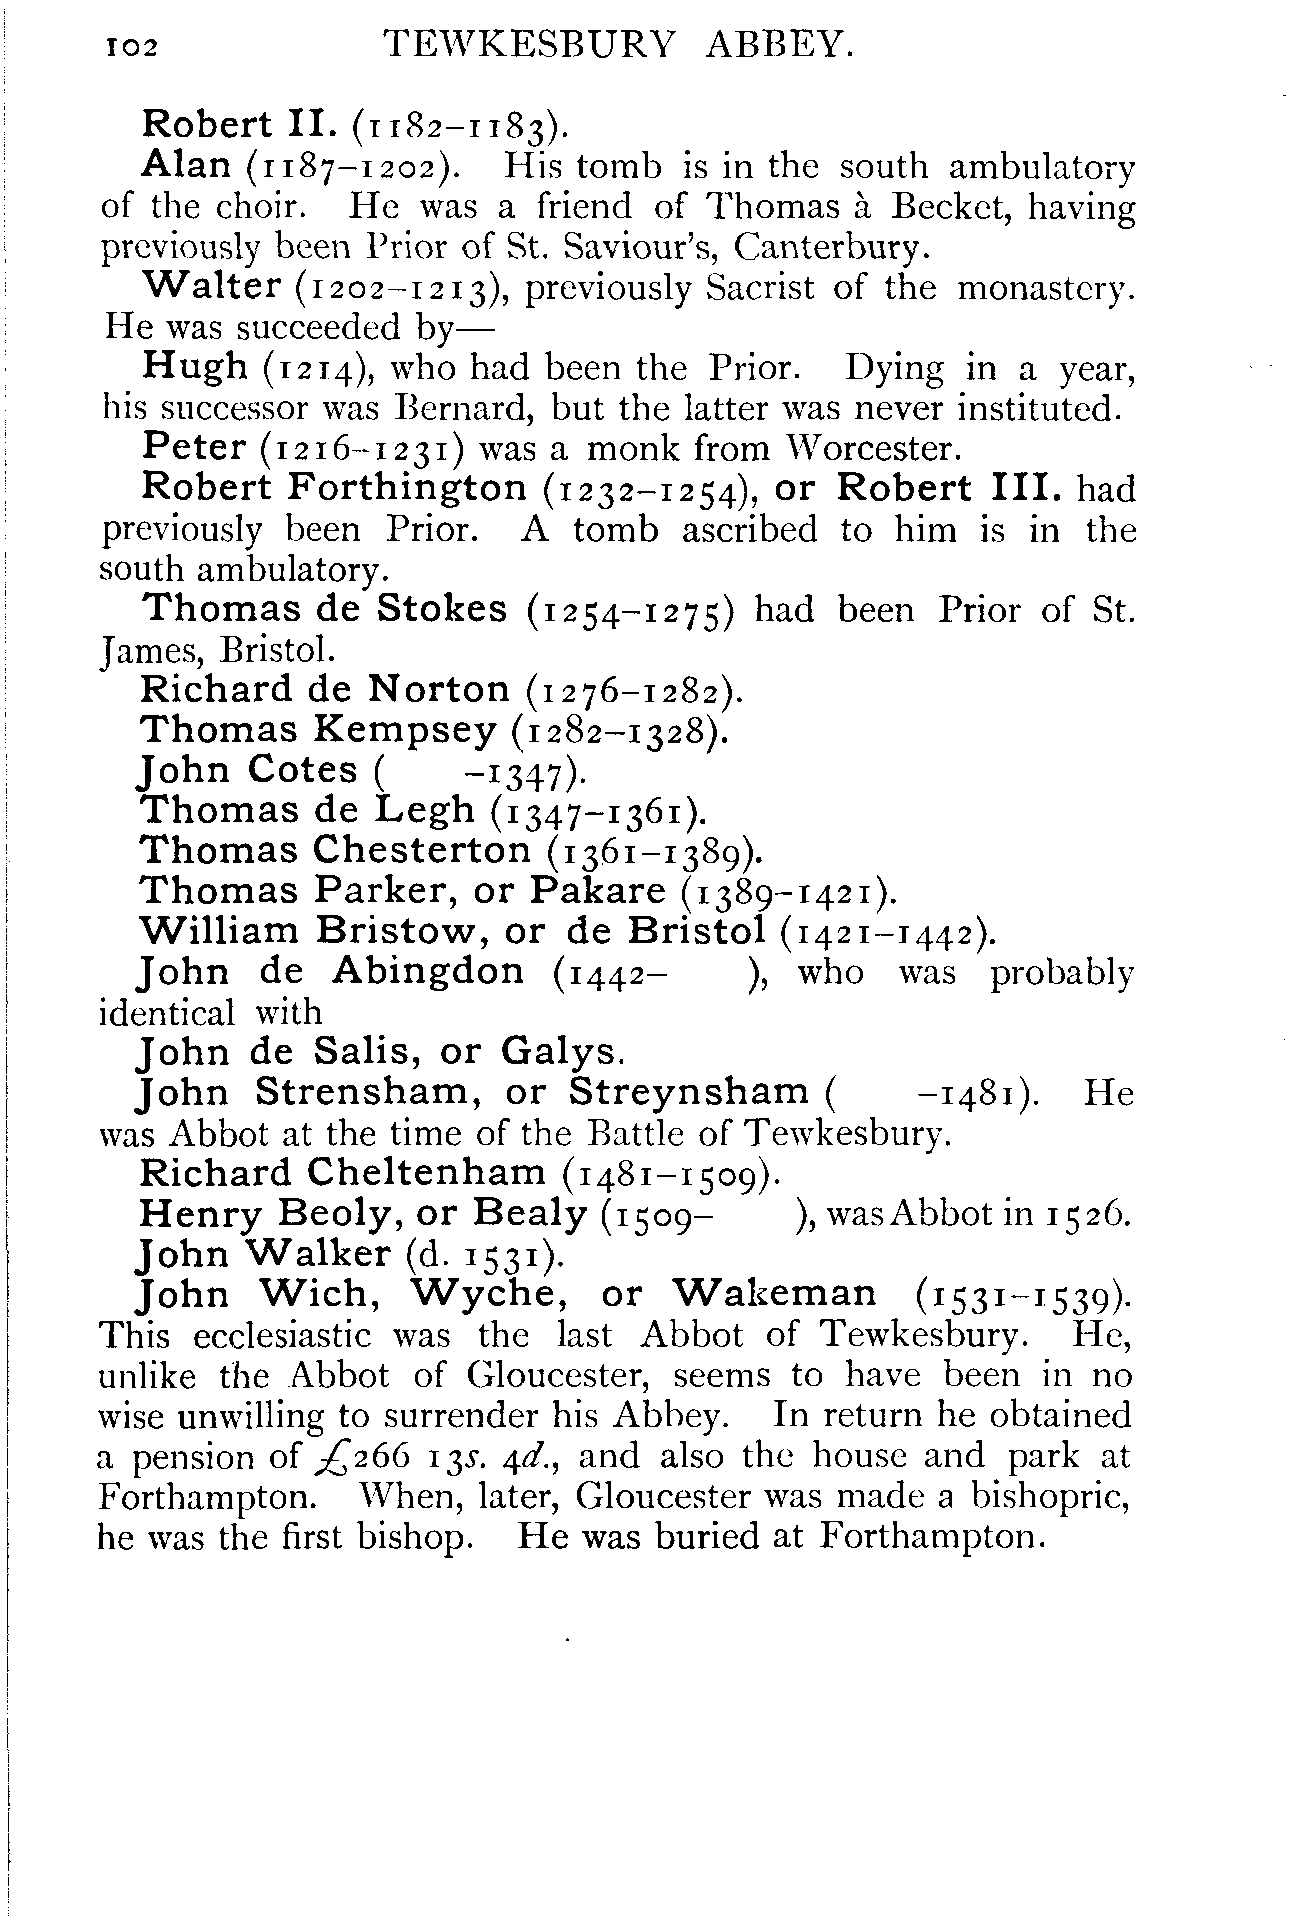 102 TEWKESBURY ABBEY.
Robert II. (1182–1183).
Alan (1187–1202). His tomb is in the south ambulatory
of the choir. He was a friend of Thomas à Becket, having
previously been Prior of St. Saviour's, Canterbury.
Walter (1202–1213), previously Sacrist of the monastery.
He was succeeded by—
Hugh (1214), who had been the Prior. Dying in a year,
his successor was Bernard, but the latter was never instituted.
Peter (1216–1231) was a monk from Worcester.
Robert Forthington (1232–1254), or Robert III. had
previously been Prior. A tomb ascribed to him is in the
south ambulatory.
Thomas de Stokes (1254–1275) had been Prior of St.
James, Bristol.
Richard de Norton (1276–1282).
Thomas Kempsey (1282–1328).
John Cotes ( –1347).
Thomas de Legh (1347–1361).
Thomas Chesterton (1361–1389).
Thomas Parker, or Pakare (1389–1421).
William Bristow, or de Bristol (1421–1442).
John de Abingdon (1442– ), who was probably
identical with
John de Salis, or Galys.
John Strensham, or Streynsham ( –1481). He
was Abbot at the time of the Battle of Tewkesbury.
Richard Cheltenham (1481–1509).
Henry Beoly, or Bealy (1509– ), was Abbot in 1526.
John Walker (d. 1531).
John Wich, Wyche, or Wakeman (1531–1539).
This ecclesiastic was the last Abbot of Tewkesbury. He,
unlike the Abbot of Gloucester, seems to have been in no
wise unwilling to surrender his Abbey. In return he obtained
a pension of £266 13s. 4d., and also the house and park at
Forthampton. When, later, Gloucester was made a bishopric,
he was the first bishop. He was buried at Forthampton.